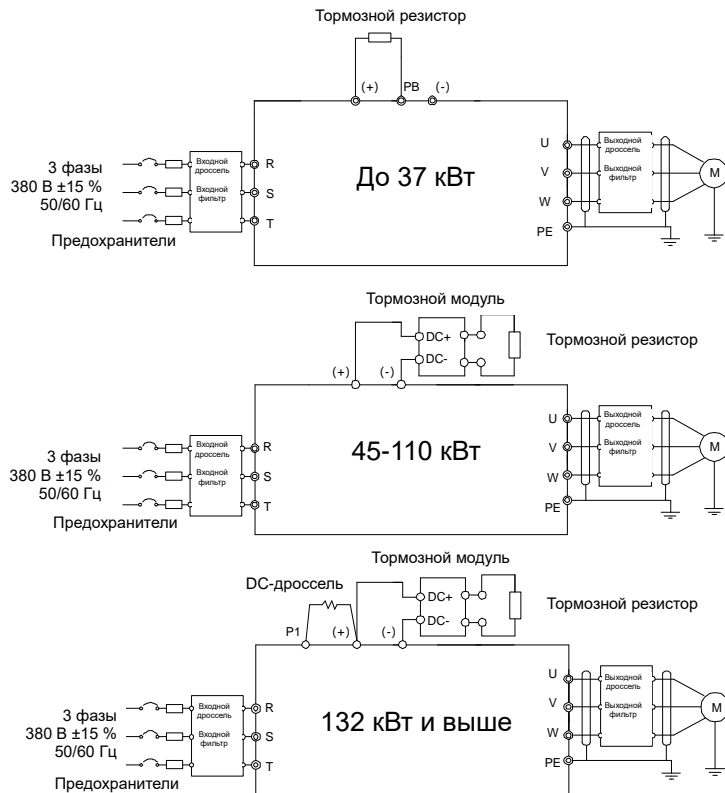 Тормозной резистор
(+)
PB
(-)
3 фазы
380 В ±15 %
50/60 Гц
Предохранители
Входной
дроссель
Входной
фильтр
R
S
T
До 37 кВт
U
V
W
PE
Выходной
дроссель
Выходной
фильтр
M
Тормозной модуль
DC+
DC-
Тормозной резистор
(+)
(-)
3 фазы
380 В ±15 %
50/60 Гц
Предохранители
Входной
дроссель
Входной
фильтр
R
S
T
45-110 кВт
U
V
W
PE
Выходной
дроссель
Выходной
фильтр
M
Тормозной модуль
DC-дроссель
DC+
DC-
Тормозной резистор
P1
(+)
(-)
3 фазы
380 В ±15 %
50/60 Гц
Предохранители
Входной
дроссель
Входной
фильтр
R
S
T
132 кВт и выше
U
V
W
PE
Выходной
дроссель
Выходной
фильтр
M